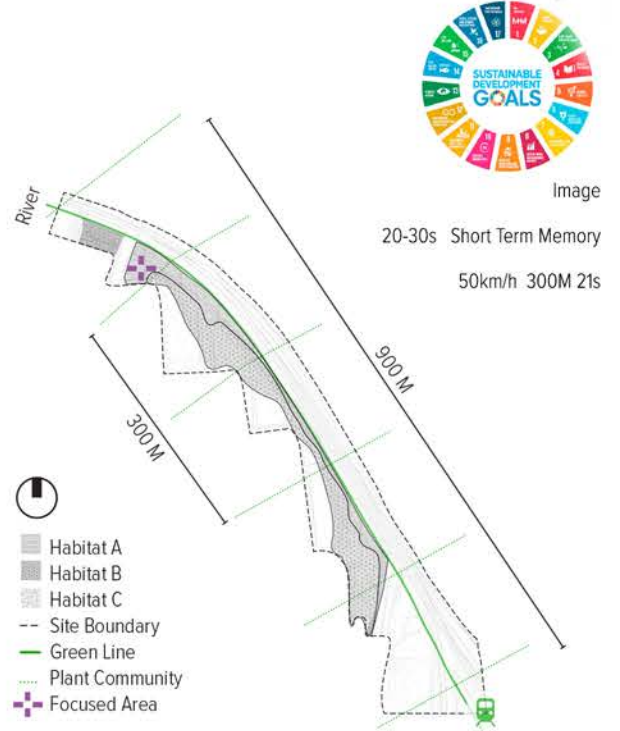 SUSTAINABLE
DEVELOPMENT
GOALS
Image
20-30s Short Term Memory
50km/h 300M 21s
River
900 M
300 M
Habitat A
Habitat B
Habitat C
Site Boundary
Green Line
Plant Community
Focused Area